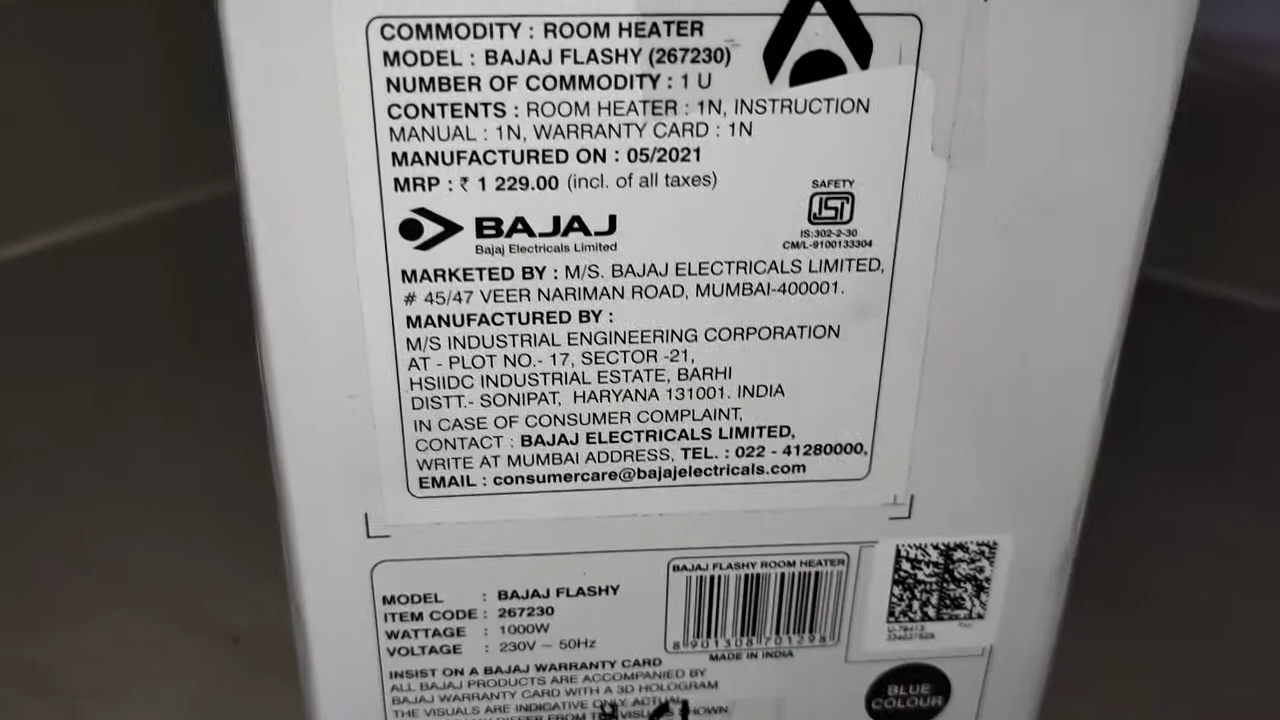 COMMODITY : ROOM HEATER
MODEL : BAJAJ FLASHY (267230)
NUMBER OF COMMODITY : 1 U
CONTENTS : ROOM HEATER : 1N, INSTRUCTION
MANUAL : 1N, WARRANTY CARD : 1N
MANUFACTURED ON : 05/2021
MRP : ₹ 1 229.00 (incl. of all taxes)
SAFETY
ISI
IS:302-2-30
CM/L-9100133304
BAJAJ
Bajaj Electricals Limited
MARKETED BY : M/S. BAJAJ ELECTRICALS LIMITED,
# 45/47 VEER NARIMAN ROAD, MUMBAI-400001.
MANUFACTURED BY :
M/S INDUSTRIAL ENGINEERING CORPORATION
AT - PLOT NO.- 17, SECTOR -21,
HSIIDC INDUSTRIAL ESTATE, BARHI
DISTT.- SONIPAT, HARYANA 131001. INDIA
IN CASE OF CONSUMER COMPLAINT,
CONTACT : BAJAJ ELECTRICALS LIMITED,
WRITE AT MUMBAI ADDRESS, TEL. : 022 - 41280000,
EMAIL : consumercare@bajajelectricals.com
MODEL : BAJAJ FLASHY
ITEM CODE : 267230
WATTAGE : 1000W
VOLTAGE : 230V ~ 50Hz
BAJAJ FLASHY ROOM HEATER
8 901308 701298
MADE IN INDIA
INSIST ON A BAJAJ WARRANTY CARD
ALL BAJAJ PRODUCTS ARE ACCOMPANIED BY
BAJAJ WARRANTY CARD WITH A 3D HOLOGRAM
THE VISUALS ARE INDICATIVE ONLY ACTUAL
BLUE
COLOUR